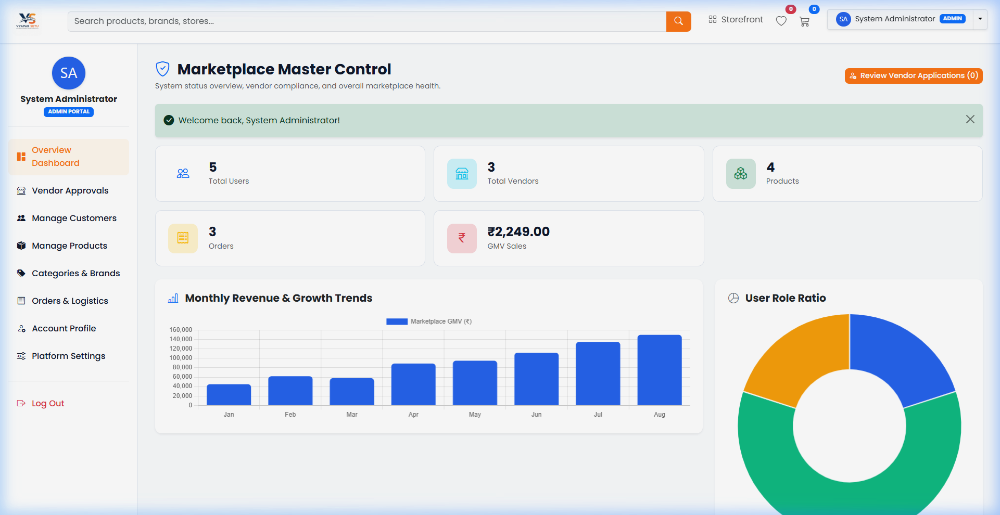 VS
VYAPAR SETU
Search products, brands, stores...
Storefront
0
0
SA
System Administrator
ADMIN
SA
System Administrator
ADMIN PORTAL
Overview
Dashboard
Vendor Approvals
Manage Customers
Manage Products
Categories & Brands
Orders & Logistics
Account Profile
Platform Settings
Log Out
Marketplace Master Control
System status overview, vendor compliance, and overall marketplace health.
Review Vendor Applications (0)
Welcome back, System Administrator!
5
Total Users
3
Total Vendors
4
Products
3
Orders
₹
₹2,249.00
GMV Sales
Monthly Revenue & Growth Trends
Marketplace GMV (₹)
160,000
140,000
120,000
100,000
80,000
60,000
40,000
20,000
0
Jan
Feb
Mar
Apr
May
Jun
Jul
Aug
User Role Ratio